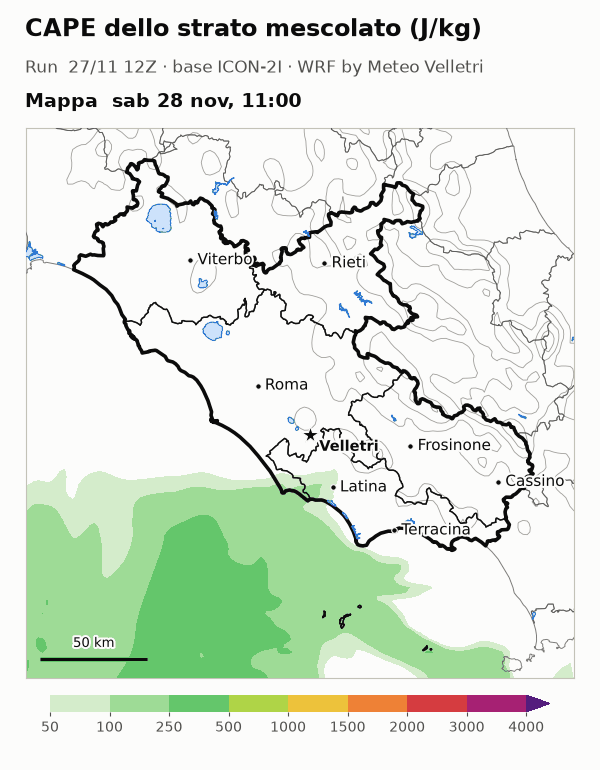 CAPE dello strato mescolato (J/kg)
Run  27/11 12Z · base ICON-2I · WRF by Meteo Velletri
Mappa  sab 28 nov, 11:00
Viterbo
Rieti
Roma
Velletri
Frosinone
Cassino
Latina
Terracina
50 km
50 100 250 500 1000 1500 2000 3000 4000